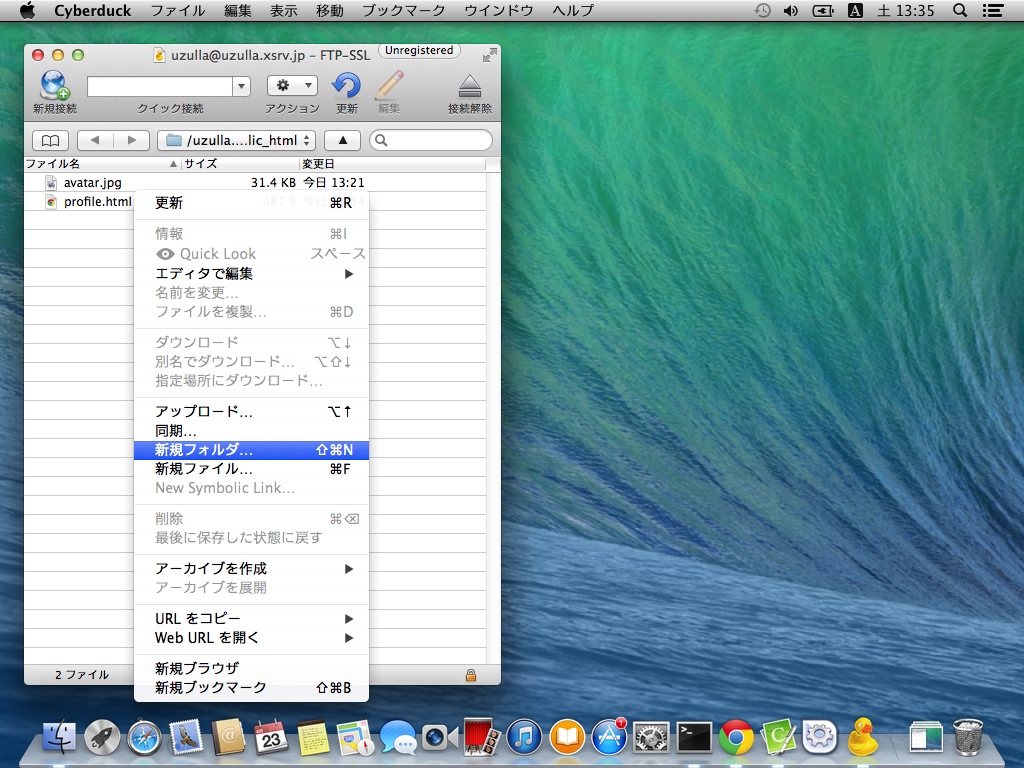 Cyberduck ファイル 編集 表示 移動 ブックマーク ウインドウ ヘルプ A 土 13:35
uzulla@uzulla.xsrv.jp – FTP-SSL Unregistered
新規接続 クイック接続 アクション 更新 編集 接続解除
/uzulla....lic_html
ファイル名 サイズ 変更日
avatar.jpg 31.4 KB 今日 13:21
profile.html 487 B
更新 ⌘R
情報 ⌘I
Quick Look スペース
エディタで編集 ▶
名前を変更...
ファイルを複製... ⌘D
ダウンロード ⌥↓
別名でダウンロード... ⌥⇧↓
指定場所にダウンロード...
アップロード... ⌥↑
同期...
新規フォルダ... ⇧⌘N
新規ファイル... ⌘F
New Symbolic Link...
削除 ⌘⌫
最後に保存した状態に戻す
アーカイブを作成 ▶
アーカイブを展開
URL をコピー ▶
Web URL を開く ▶
新規ブラウザ
新規ブックマーク ⇧⌘B
2 ファイル
23
1